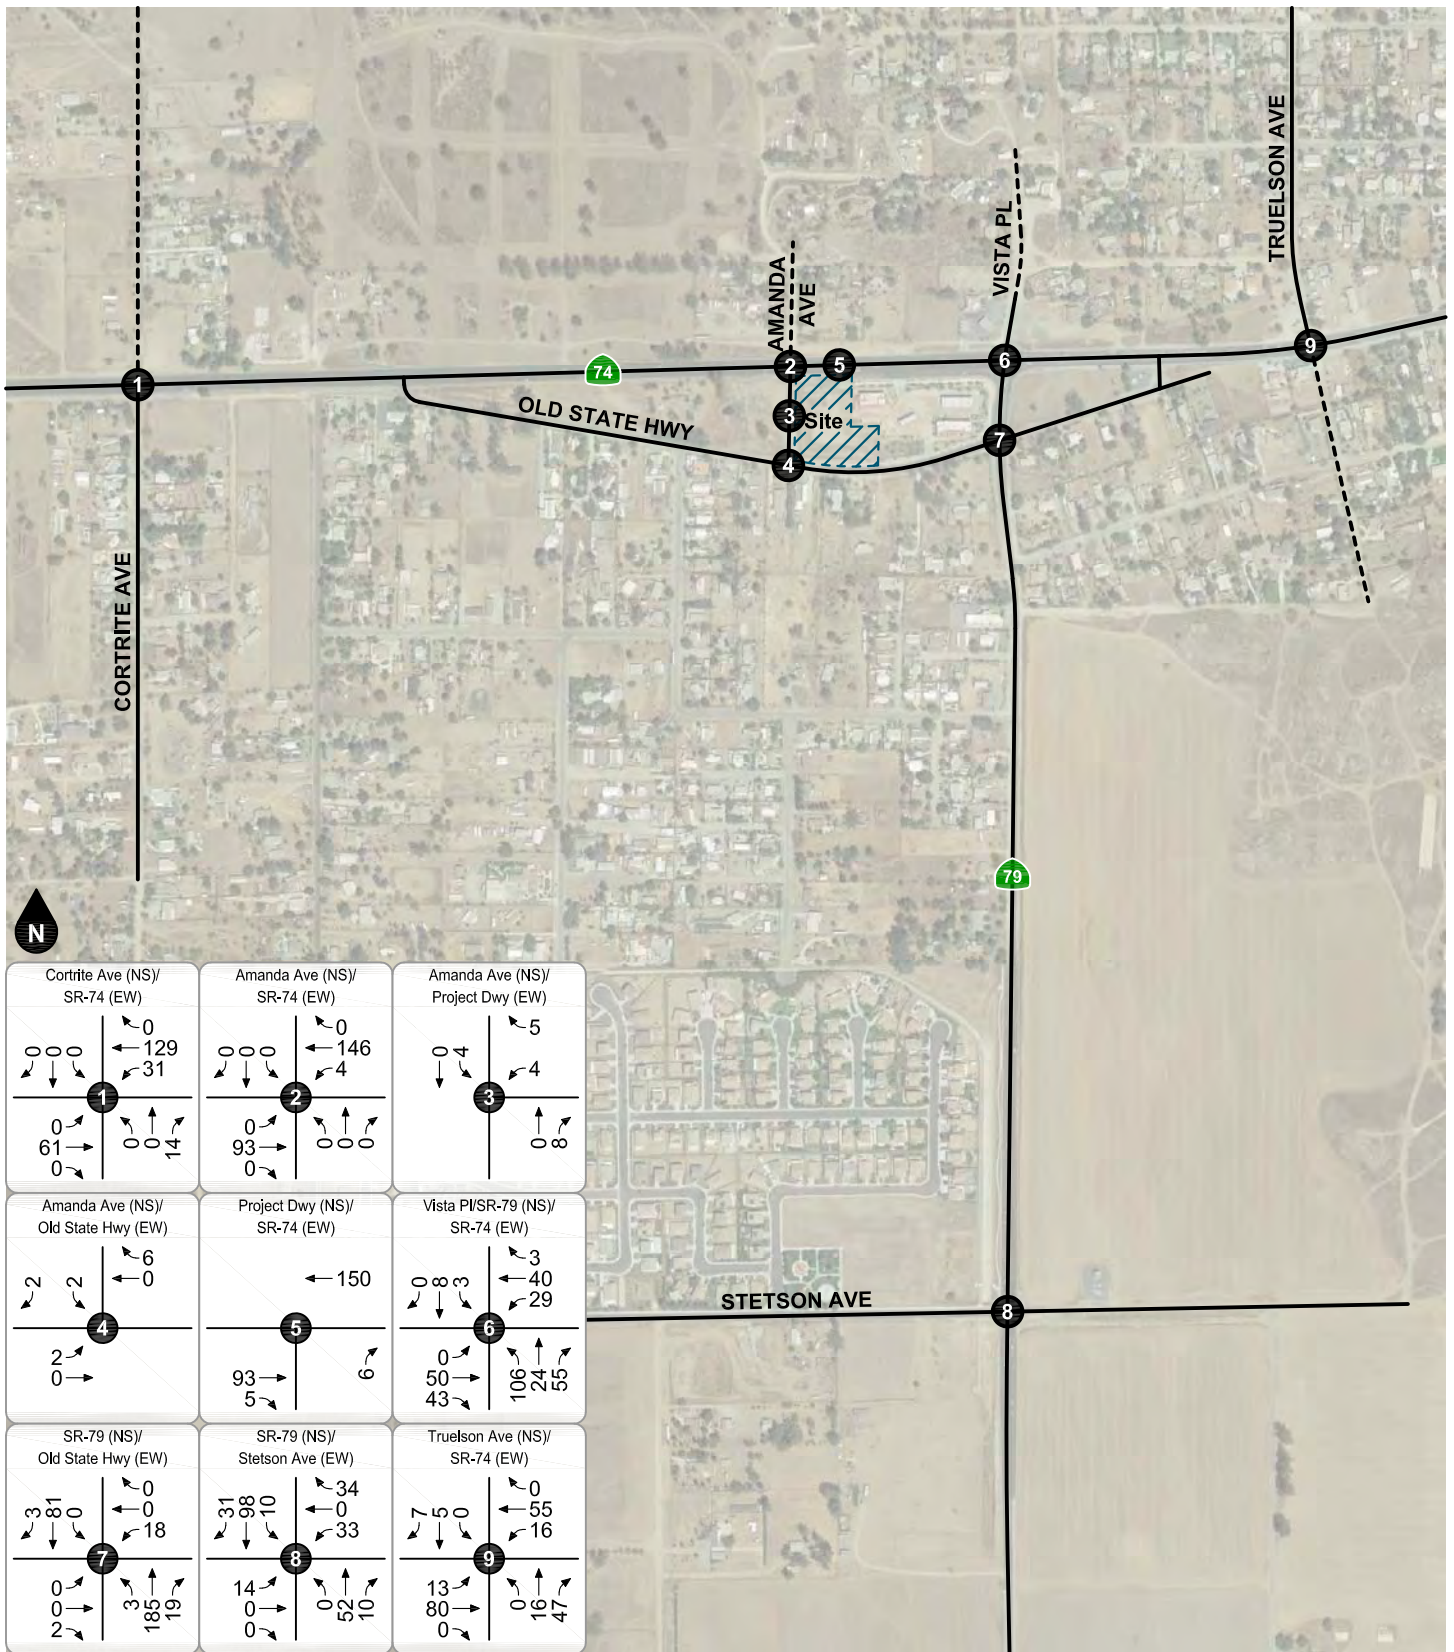 TRUELSON AVE
VISTA PL
AMANDA
AVE
1
74
2
5
6
9
OLD STATE HWY
3
Site
4
7
CORTRITE AVE
79
N
STETSON AVE
8
Cortrite Ave (NS)/
SR-74 (EW)
0
129
31
0 0 0
1
0
61
0
0 0 14
Amanda Ave (NS)/
SR-74 (EW)
0
146
4
0 0 0
2
0
93
0
0 0 0
Amanda Ave (NS)/
Project Dwy (EW)
5
4
0 4
3
0 8
Amanda Ave (NS)/
Old State Hwy (EW)
6
0
2 2
4
2
0
Project Dwy (NS)/
SR-74 (EW)
150
5
93
5
6
Vista Pl/SR-79 (NS)/
SR-74 (EW)
3
40
29
0 8 3
6
0
50
43
106 24 55
SR-79 (NS)/
Old State Hwy (EW)
0
0
18
3 81 0
7
0
0
2
3 185 19
SR-79 (NS)/
Stetson Ave (EW)
34
0
33
31 98 10
8
14
0
0
0 52 10
Truelson Ave (NS)/
SR-74 (EW)
0
55
16
7 5 0
9
13
80
0
0 16 47